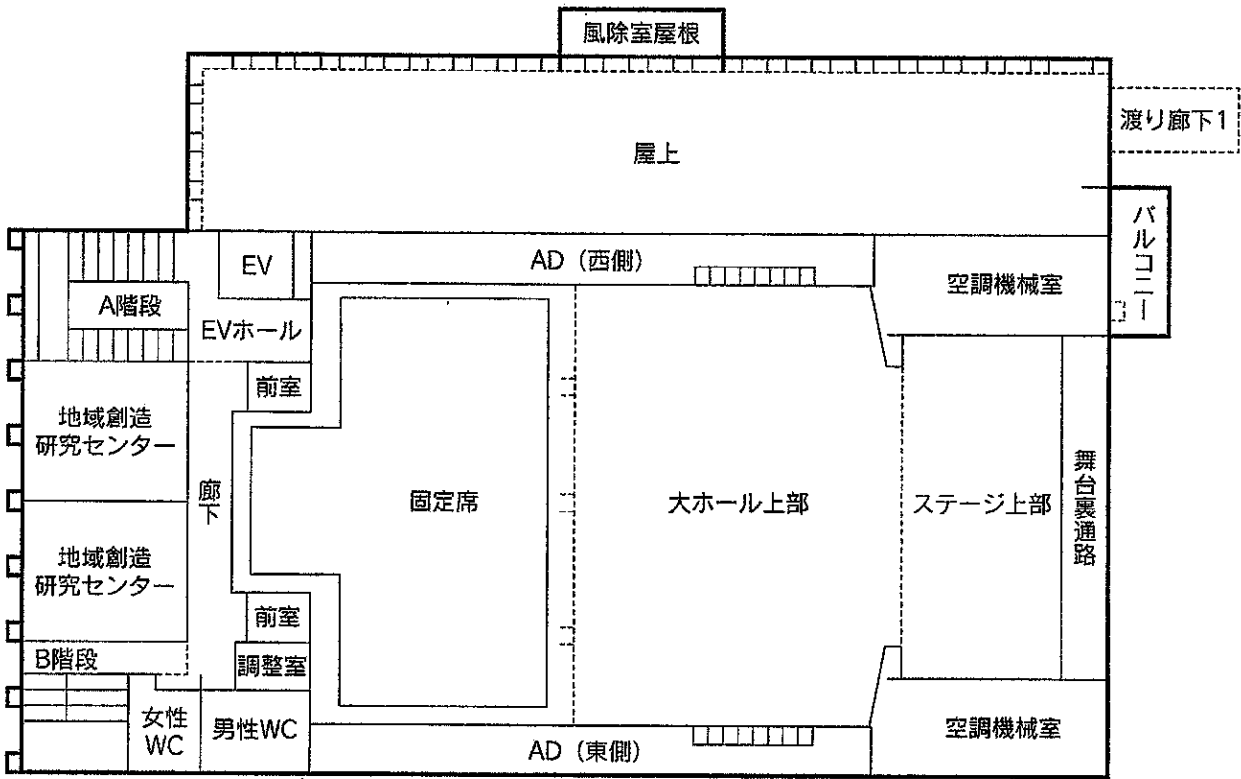 風除室屋根
渡り廊下1
屋上
バルコニー
EV
AD（西側）
空調機械室
A階段
EVホール
前室
地域創造
研究センター
廊下
固定席
大ホール上部
ステージ上部
舞台裏通路
地域創造
研究センター
前室
B階段
調整室
女性
WC
男性WC
AD（東側）
空調機械室